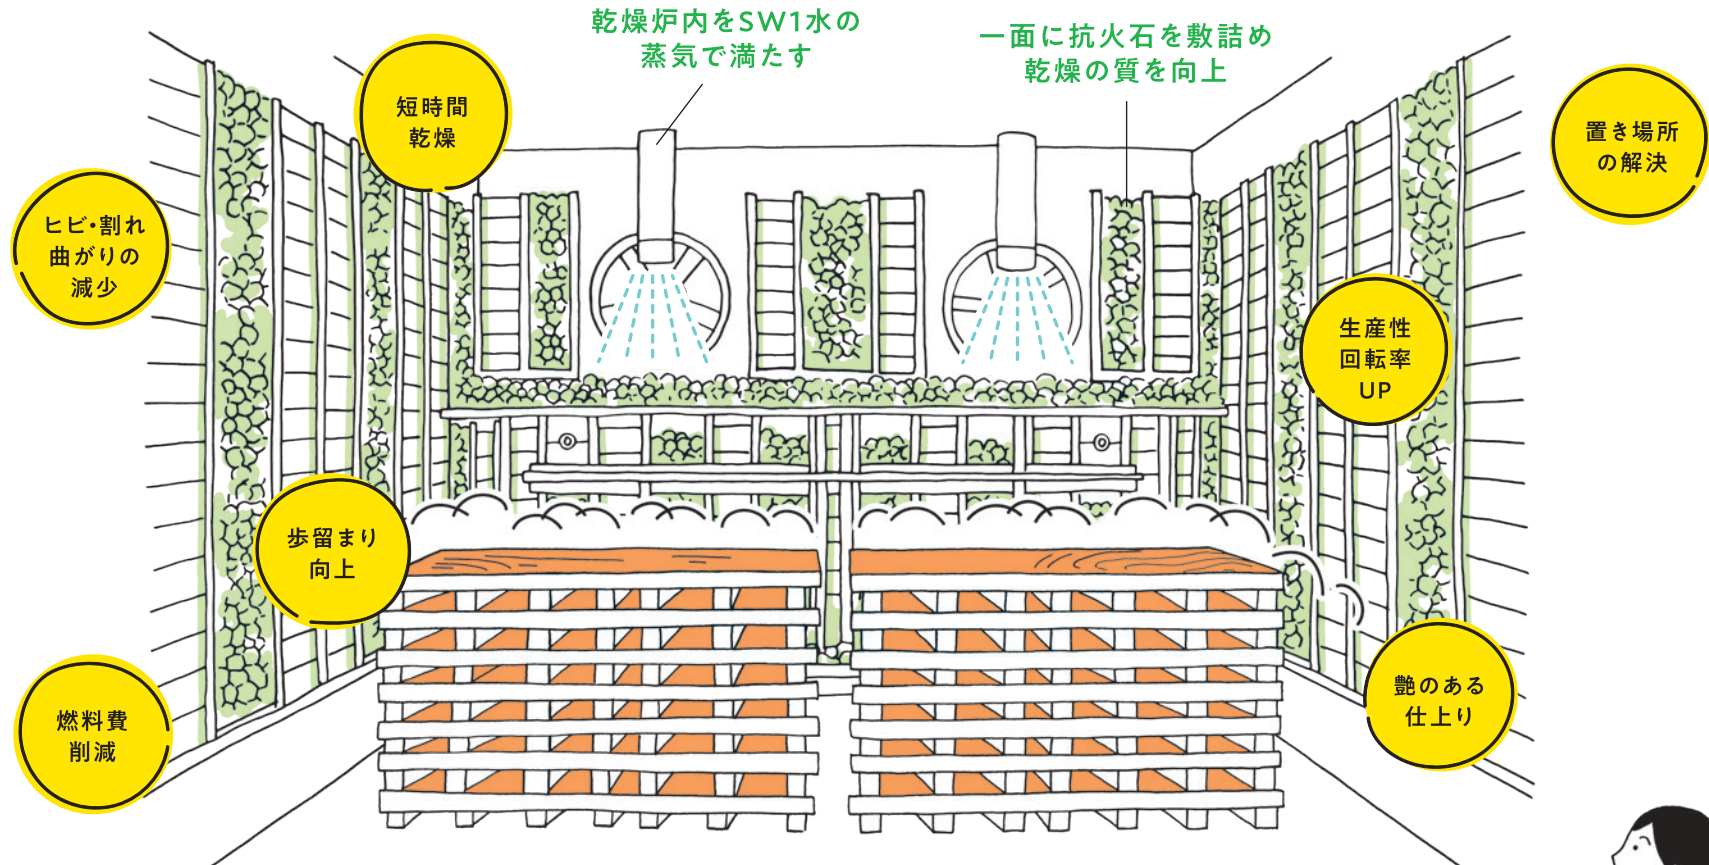 乾燥炉内をSW1水の
蒸気で満たす
一面に抗火石を敷詰め
乾燥の質を向上
短時間
乾燥
置き場所
の解決
ヒビ・割れ
曲がりの
減少
生産性
回転率
UP
歩留まり
向上
燃料費
削減
艶のある
仕上り